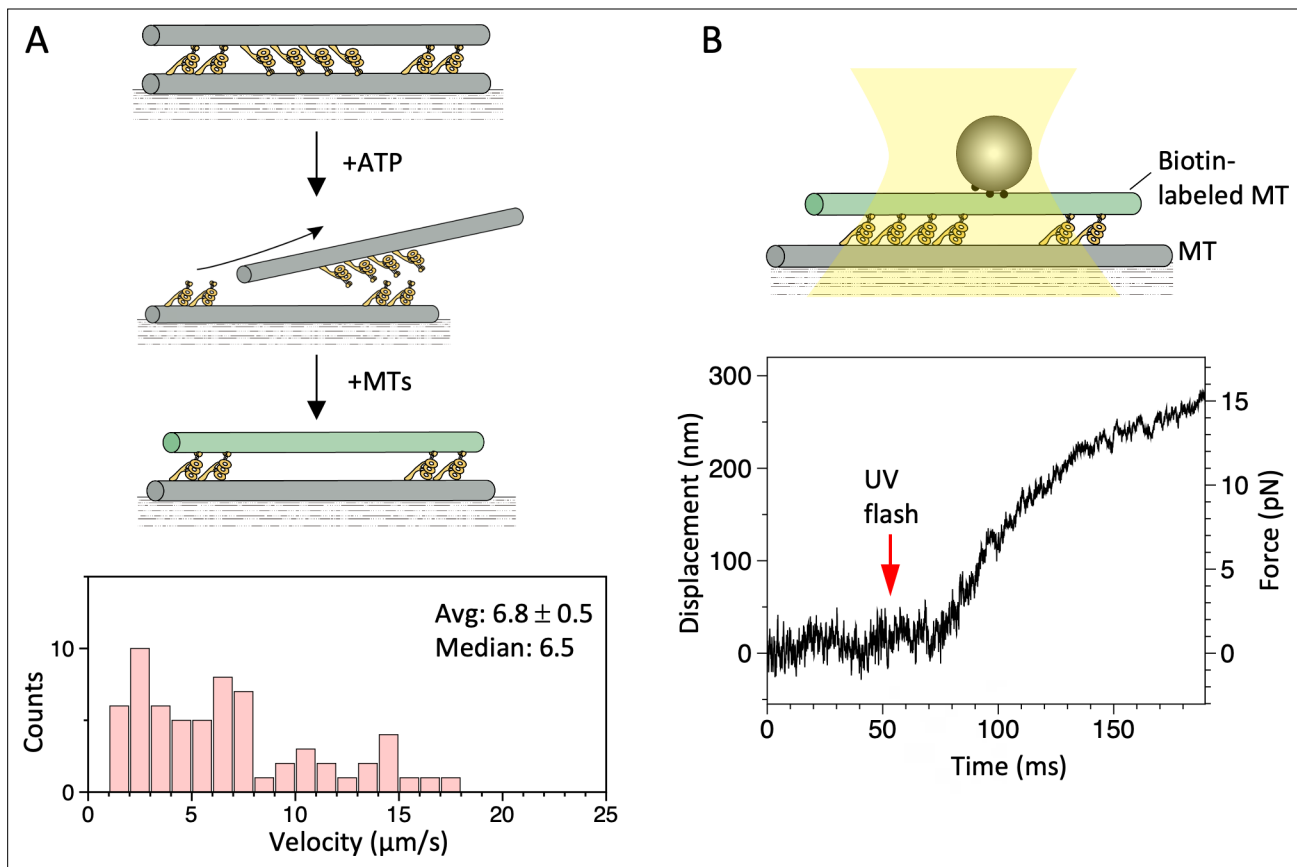 A
+ATP
+MTs
Avg: 6.8 ± 0.5
Median: 6.5
10
0
Counts
0 5 10 15 20 25
Velocity (µm/s)
B
Biotin-
labeled MT
MT
300
200
100
0
Displacement (nm)
UV
flash
15
10
5
0
Force (pN)
0 50 100 150
Time (ms)